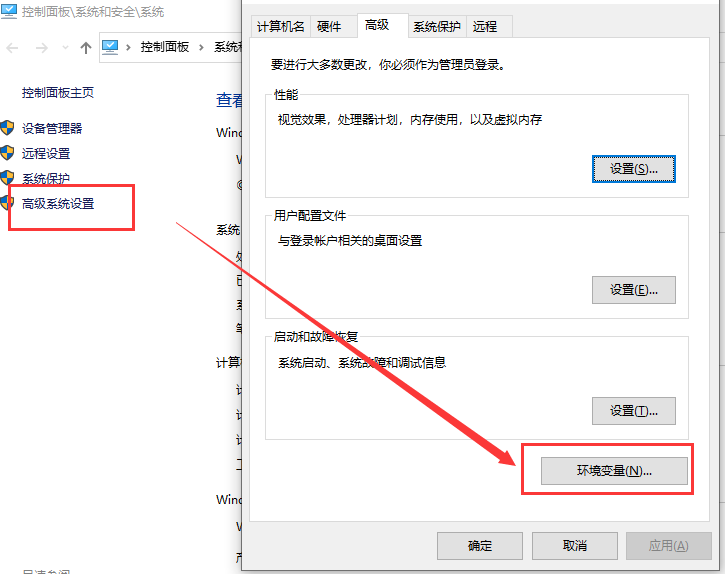 控制面板\系统和安全\系统
控制面板
系统和
控制面板主页
设备管理器
远程设置
系统保护
高级系统设置
查看
Wind
系统
计算机
Wind
计算机名
硬件
高级
系统保护
远程
要进行大多数更改，你必须作为管理员登录。
性能
视觉效果，处理器计划，内存使用，以及虚拟内存
设置(S)...
用户配置文件
与登录帐户相关的桌面设置
设置(E)...
启动和故障恢复
系统启动、系统故障和调试信息
设置(T)...
环境变量(N)...
确定
取消
应用(A)